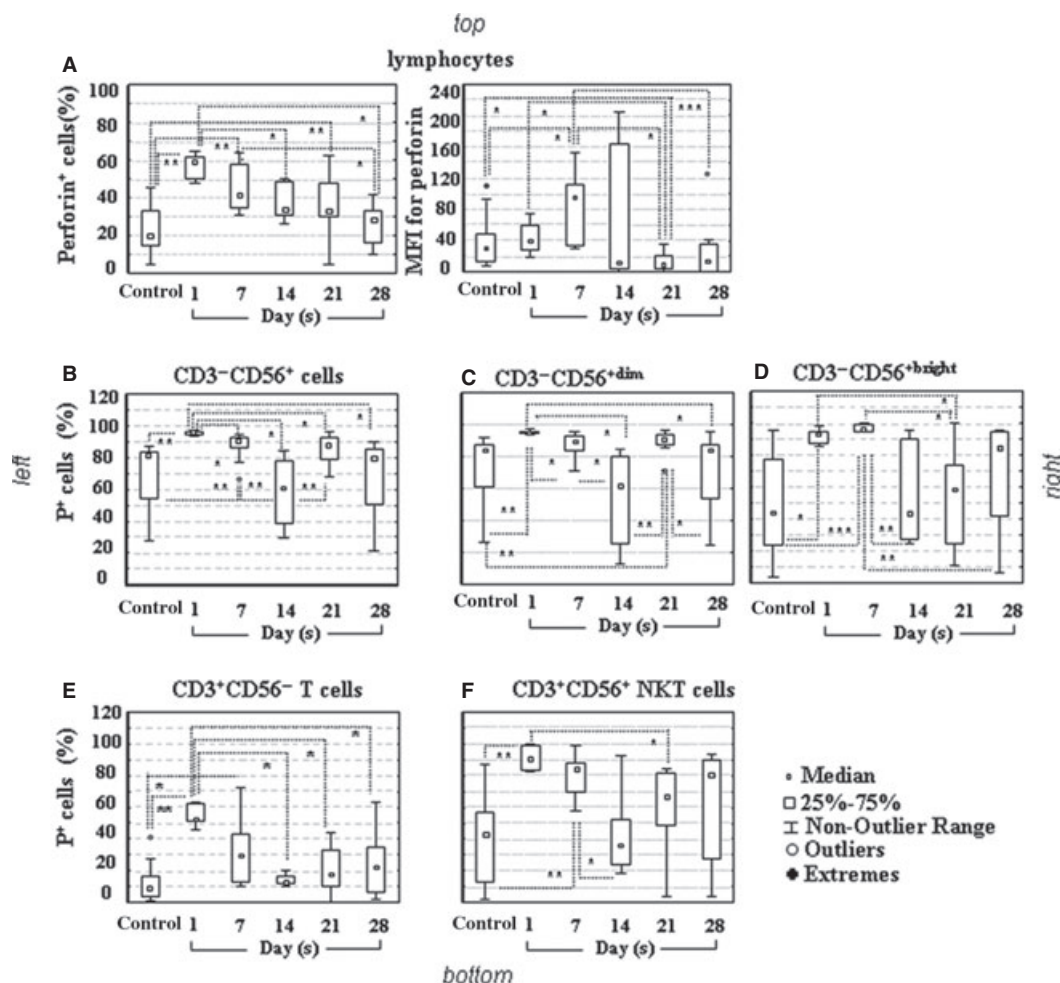 top
A
lymphocytes
Perforin+ cells(%)
100
80
60
40
20
0
** ** * ** * *
Control 1 7 14 21 28
Day (s)
MFI for perforin
240
200
160
120
80
40
0
* * * * ***
Control 1 7 14 21 28
Day (s)
left
right
B
CD3−CD56+ cells
P+ cells (%)
120
100
80
60
40
20
0
** * * * * ** ** **
Control 1 7 14 21 28
Day (s)
C
CD3−CD56+dim
* * * * ** ** ** *
Control 1 7 14 21 28
Day (s)
D
CD3−CD56+bright
* * * *** ** **
Control 1 7 14 21 28
Day (s)
E
CD3+CD56− T cells
P+ cells (%)
120
100
80
60
40
20
0
* ** * * *
Control 1 7 14 21 28
Day (s)
F
CD3+CD56+ NKT cells
** * ** *
Control 1 7 14 21 28
Day (s)
Median
25%-75%
Non-Outlier Range
Outliers
Extremes
bottom